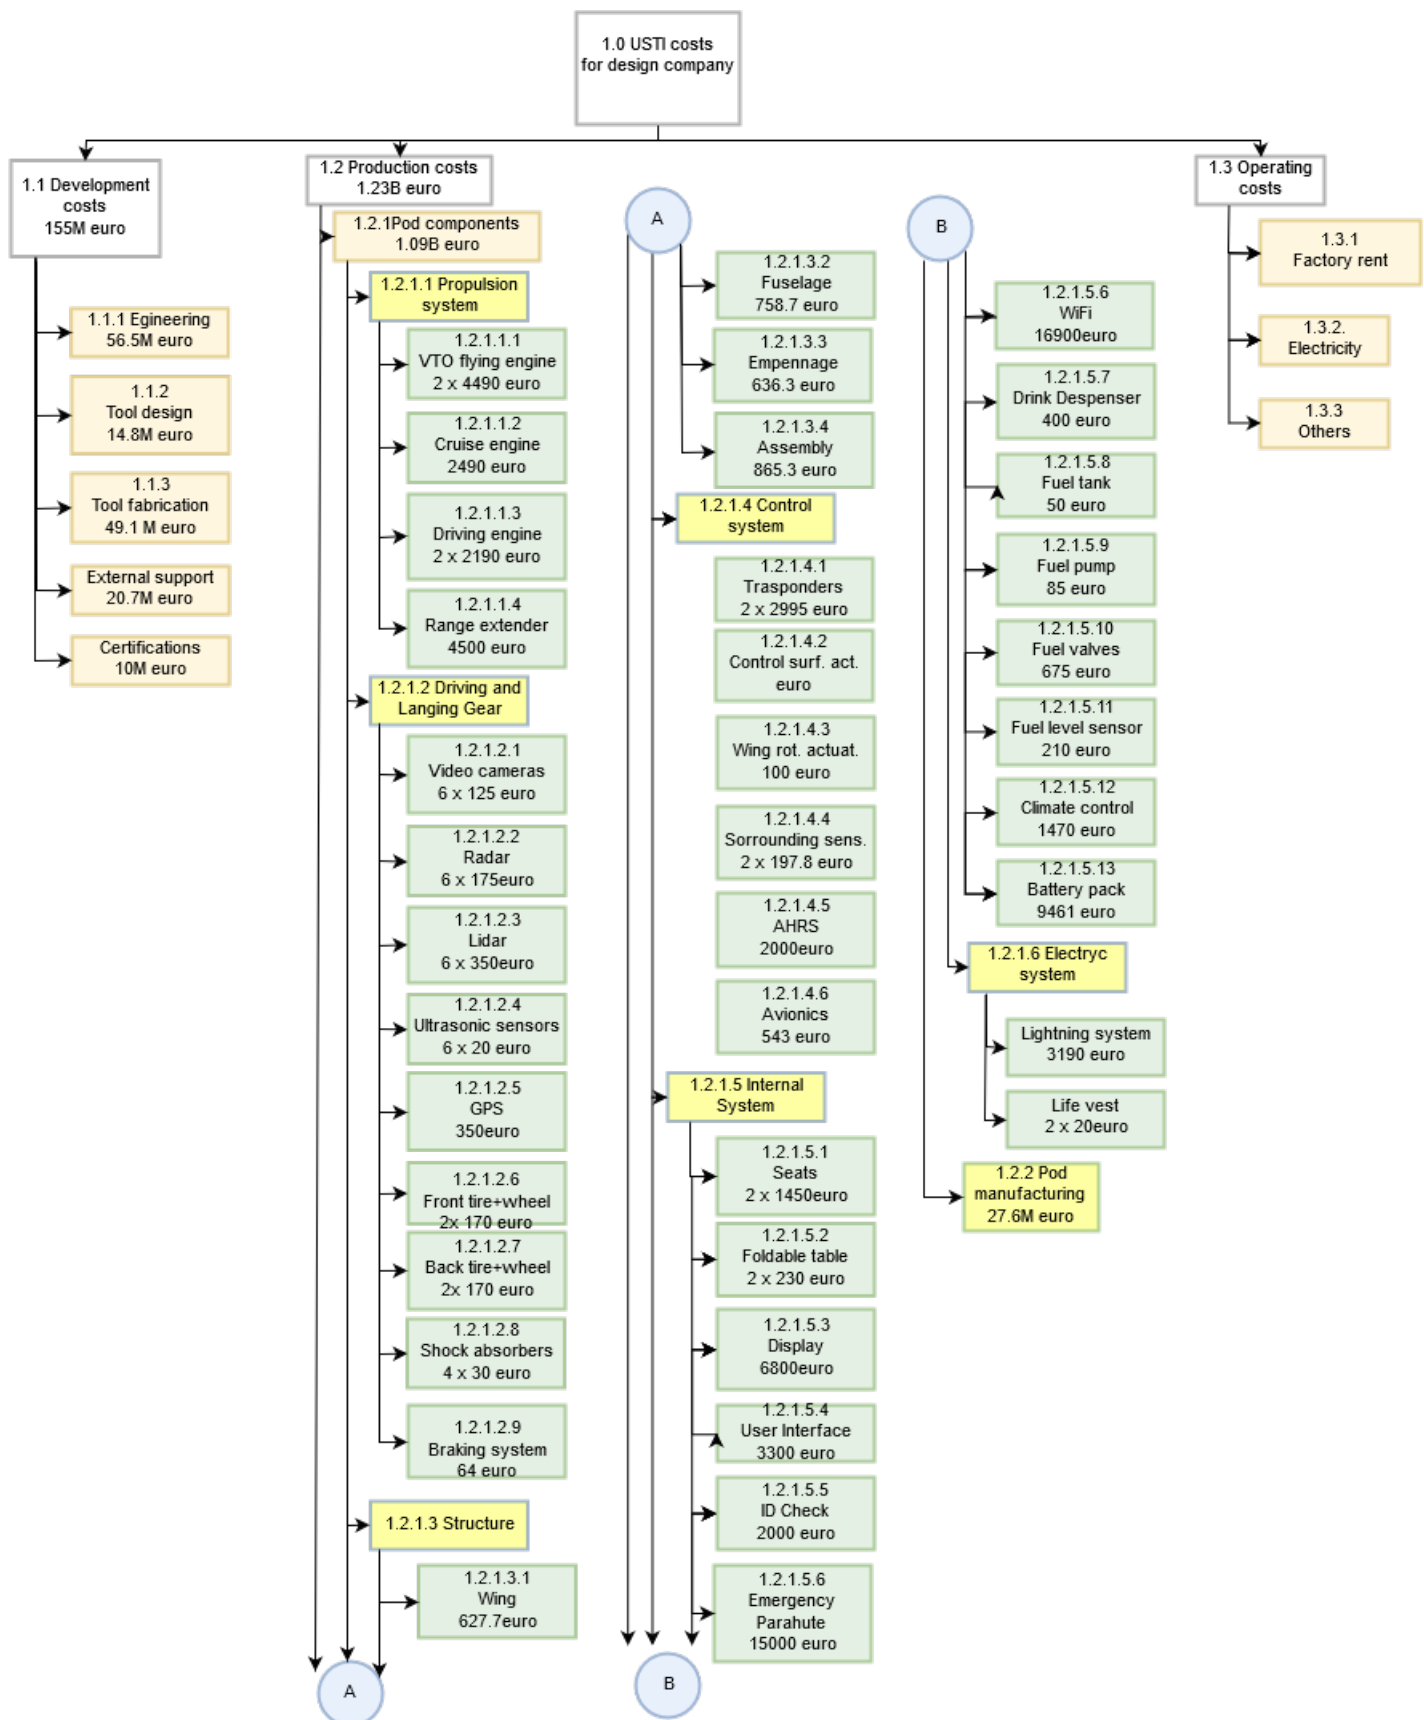 1.0 USTI costs
for design company
1.1 Development
costs
155M euro
1.1.1 Egineering
56.5M euro
1.1.2
Tool design
14.8M euro
1.1.3
Tool fabrication
49.1 M euro
External support
20.7M euro
Certifications
10M euro
1.2 Production costs
1.23B euro
1.2.1Pod components
1.09B euro
1.2.1.1 Propulsion
system
1.2.1.1.1
VTO flying engine
2 x 4490 euro
1.2.1.1.2
Cruise engine
2490 euro
1.2.1.1.3
Driving engine
2 x 2190 euro
1.2.1.1.4
Range extender
4500 euro
1.2.1.2 Driving and
Langing Gear
1.2.1.2.1
Video cameras
6 x 125 euro
1.2.1.2.2
Radar
6 x 175euro
1.2.1.2.3
Lidar
6 x 350euro
1.2.1.2.4
Ultrasonic sensors
6 x 20 euro
1.2.1.2.5
GPS
350euro
1.2.1.2.6
Front tire+wheel
2x 170 euro
1.2.1.2.7
Back tire+wheel
2x 170 euro
1.2.1.2.8
Shock absorbers
4 x 30 euro
1.2.1.2.9
Braking system
64 euro
1.2.1.3 Structure
1.2.1.3.1
Wing
627.7euro
A
A
1.2.1.3.2
Fuselage
758.7 euro
1.2.1.3.3
Empennage
636.3 euro
1.2.1.3.4
Assembly
865.3 euro
1.2.1.4 Control
system
1.2.1.4.1
Trasponders
2 x 2995 euro
1.2.1.4.2
Control surf. act.
euro
1.2.1.4.3
Wing rot. actuat.
100 euro
1.2.1.4.4
Sorrounding sens.
2 x 197.8 euro
1.2.1.4.5
AHRS
2000euro
1.2.1.4.6
Avionics
543 euro
1.2.1.5 Internal
System
1.2.1.5.1
Seats
2 x 1450euro
1.2.1.5.2
Foldable table
2 x 230 euro
1.2.1.5.3
Display
6800euro
1.2.1.5.4
User Interface
3300 euro
1.2.1.5.5
ID Check
2000 euro
1.2.1.5.6
Emergency
Parahute
15000 euro
B
B
1.2.1.5.6
WiFi
16900euro
1.2.1.5.7
Drink Despenser
400 euro
1.2.1.5.8
Fuel tank
50 euro
1.2.1.5.9
Fuel pump
85 euro
1.2.1.5.10
Fuel valves
675 euro
1.2.1.5.11
Fuel level sensor
210 euro
1.2.1.5.12
Climate control
1470 euro
1.2.1.5.13
Battery pack
9461 euro
1.2.1.6 Electryc
system
Lightning system
3190 euro
Life vest
2 x 20euro
1.2.2 Pod
manufacturing
27.6M euro
1.3 Operating
costs
1.3.1
Factory rent
1.3.2.
Electricity
1.3.3
Others